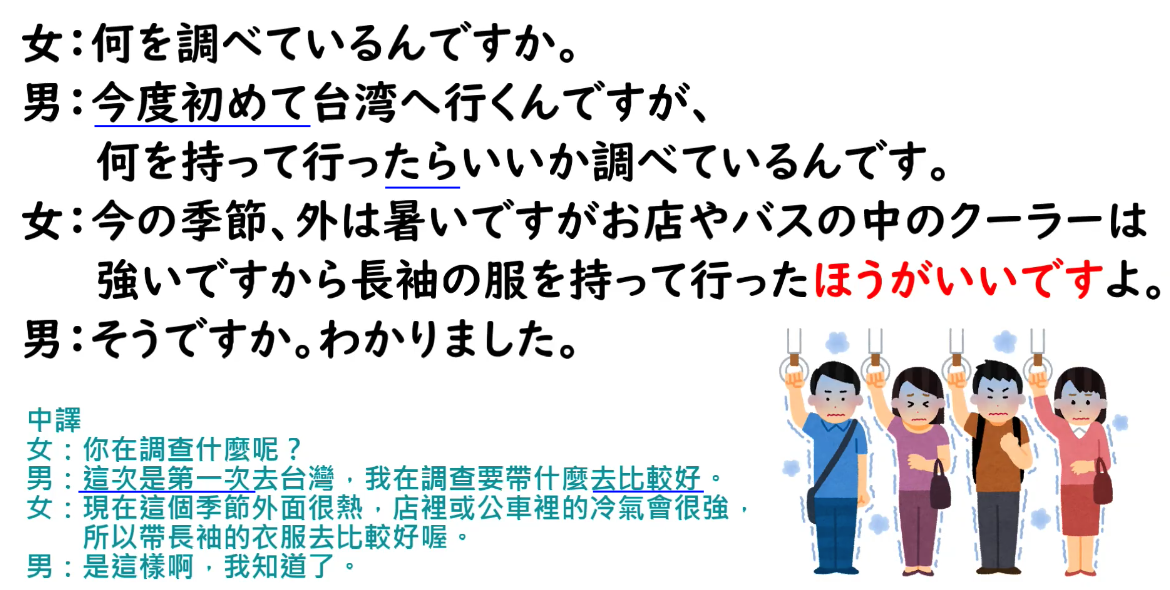 女：何を調べているんですか。
男：今度初めて台湾へ行くんですが、
何を持って行ったらいいか調べているんです。
女：今の季節、外は暑いですがお店やバスの中のクーラーは
強いですから長袖の服を持って行ったほうがいいですよ。
男：そうですか。わかりました。
中譯
女：你在調查什麼呢？
男：這次是第一次去台灣，我在調查要帶什麼去比較好。
女：現在這個季節外面很熱，店裡或公車裡的冷氣會很強，
所以帶長袖的衣服去比較好喔。
男：是這樣啊，我知道了。